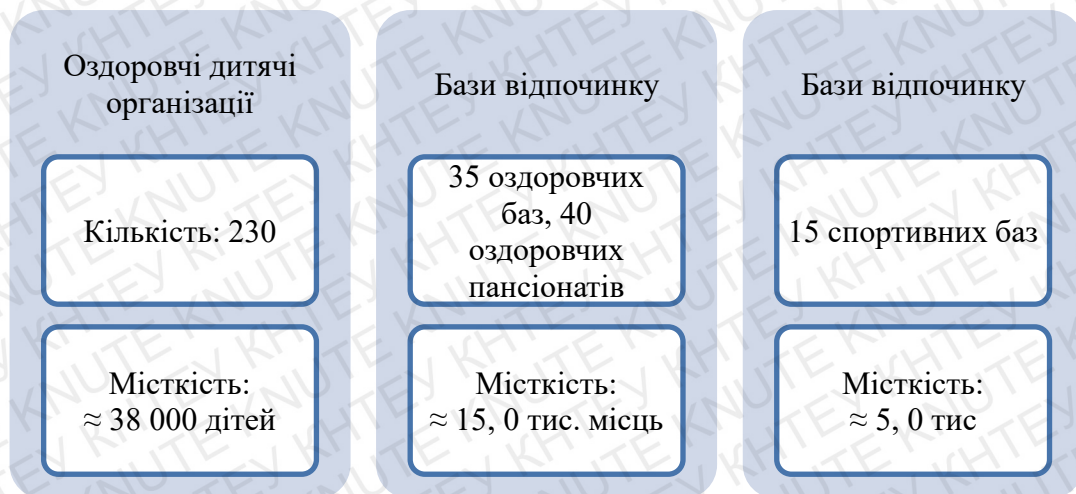 Оздоровчі дитячі
організації
Кількість: 230
Місткість:
≈ 38 000 дітей
Бази відпочинку
35 оздоровчих
баз, 40
оздоровчих
пансіонатів
Місткість:
≈ 15, 0 тис. місць
Бази відпочинку
15 спортивних баз
Місткість:
≈ 5, 0 тис